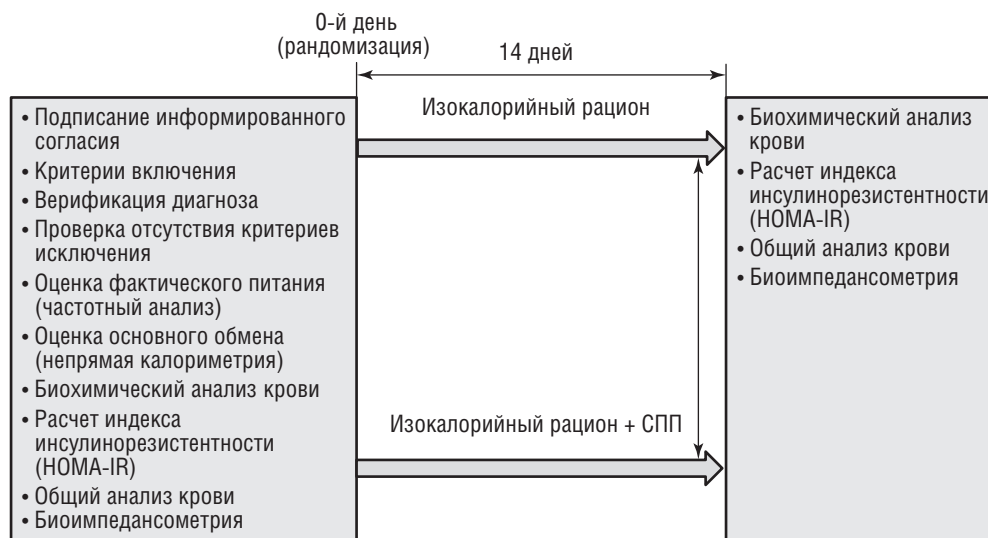 0-й день
(рандомизация)
14 дней
• Подписание информированного
согласия
• Критерии включения
• Верификация диагноза
• Проверка отсутствия критериев
исключения
• Оценка фактического питания
(частотный анализ)
• Оценка основного обмена
(непрямая калориметрия)
• Биохимический анализ крови
• Расчет индекса
инсулинорезистентности
(HOMA-IR)
• Общий анализ крови
• Биоимпедансометрия
Изокалорийный рацион
Изокалорийный рацион + СПП
• Биохимический анализ
крови
• Расчет индекса
инсулинорезистентности
(HOMA-IR)
• Общий анализ крови
• Биоимпедансометрия